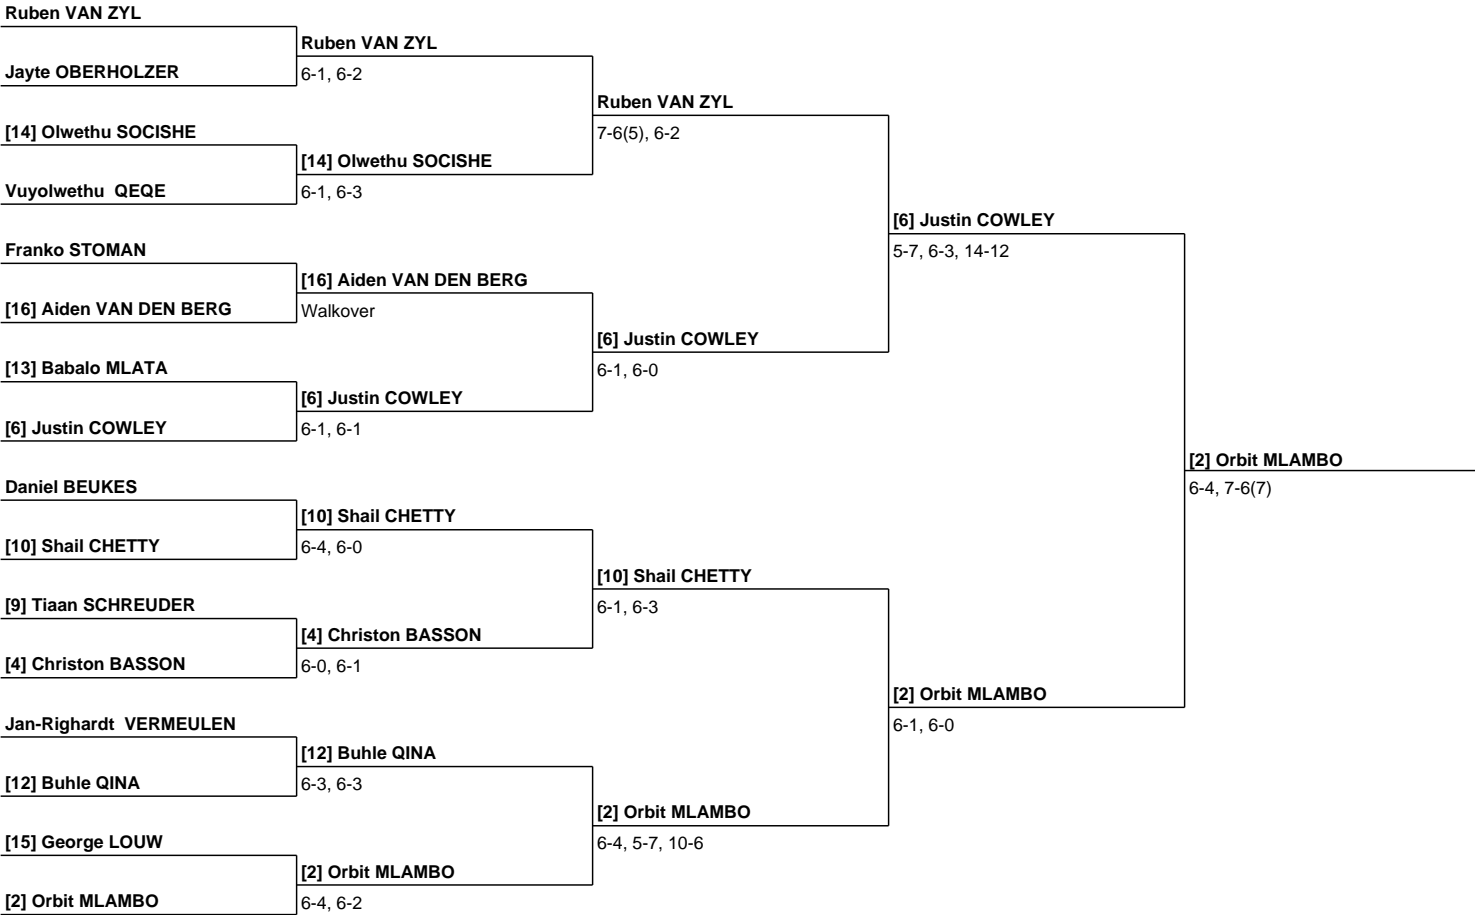 Ruben VAN ZYL
Jayte OBERHOLZER
[14] Olwethu SOCISHE
Vuyolwethu  QEQE
Franko STOMAN
[16] Aiden VAN DEN BERG
[13] Babalo MLATA
[6] Justin COWLEY
Daniel BEUKES
[10] Shail CHETTY
[9] Tiaan SCHREUDER
[4] Christon BASSON
Jan-Righardt  VERMEULEN
[12] Buhle QINA
[15] George LOUW
[2] Orbit MLAMBO
Ruben VAN ZYL
6-1, 6-2
[14] Olwethu SOCISHE
6-1, 6-3
[16] Aiden VAN DEN BERG
Walkover
[6] Justin COWLEY
6-1, 6-1
[10] Shail CHETTY
6-4, 6-0
[4] Christon BASSON
6-0, 6-1
[12] Buhle QINA
6-3, 6-3
[2] Orbit MLAMBO
6-4, 6-2
Ruben VAN ZYL
7-6(5), 6-2
[6] Justin COWLEY
6-1, 6-0
[10] Shail CHETTY
6-1, 6-3
[2] Orbit MLAMBO
6-4, 5-7, 10-6
[6] Justin COWLEY
5-7, 6-3, 14-12
[2] Orbit MLAMBO
6-1, 6-0
[2] Orbit MLAMBO
6-4, 7-6(7)